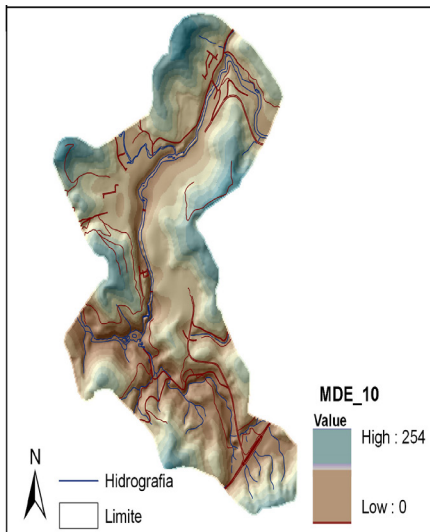 MDE_10
Value
High : 254
Low : 0
N
Hidrografia
Limite